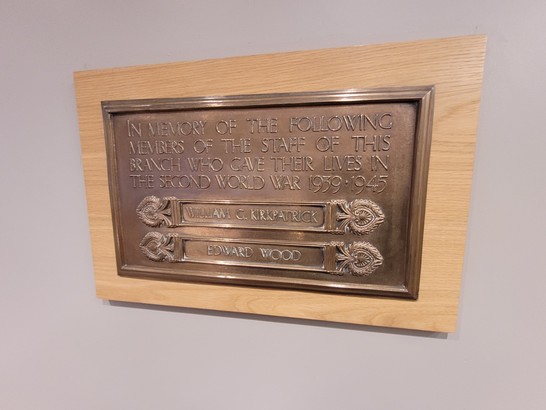 IN MEMORY OF THE FOLLOWING
MEMBERS OF THE STAFF OF THIS
BRANCH WHO GAVE THEIR LIVES IN
THE SECOND WORLD WAR 1939·1945
WILLIAM G. KIRKPATRICK
EDWARD WOOD